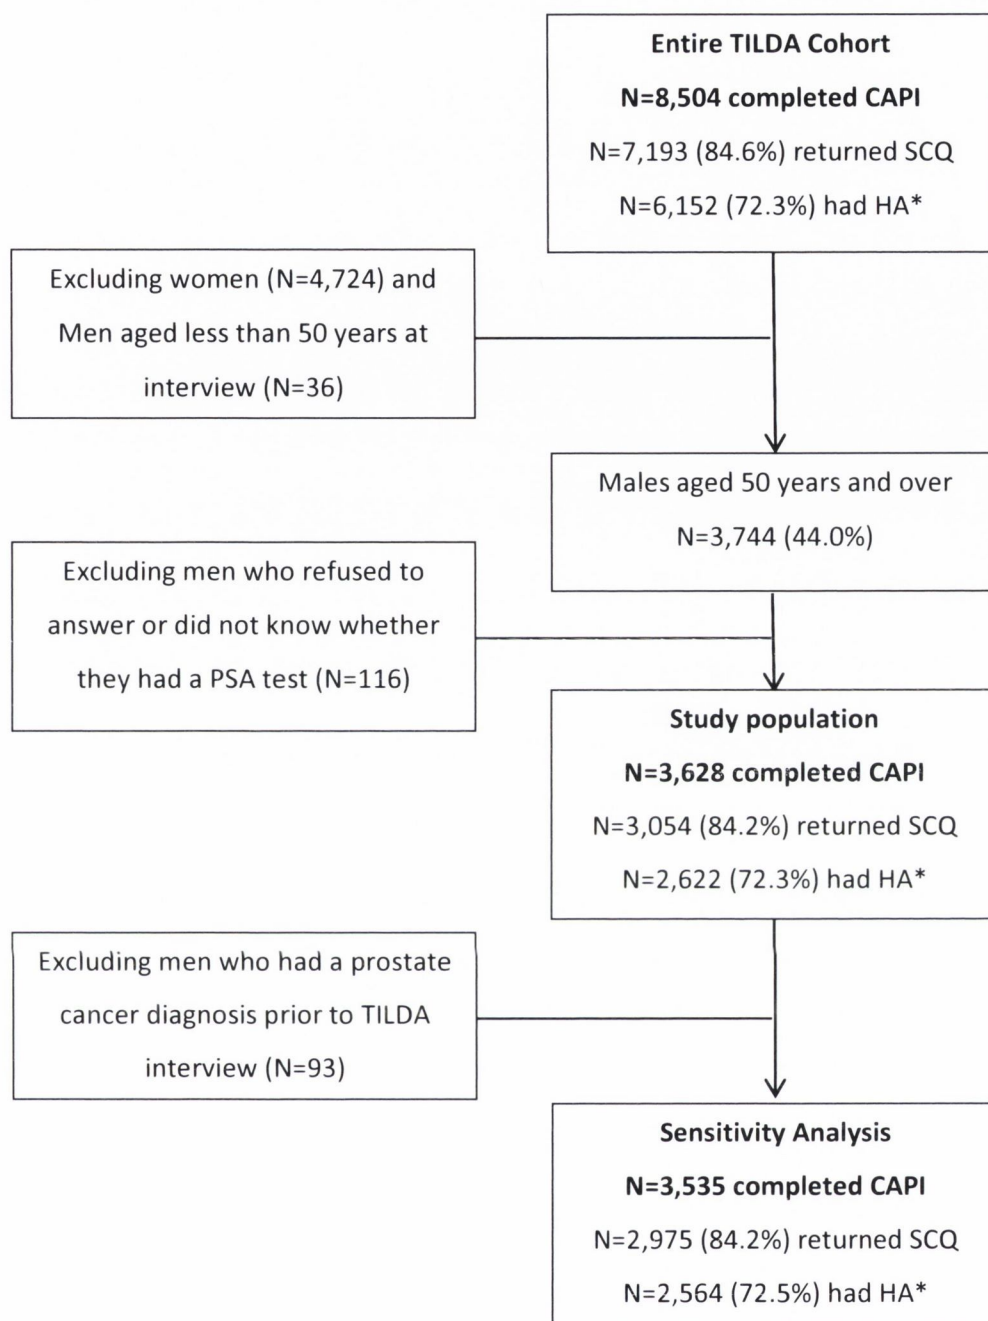 Entire TILDA Cohort
N=8,504 completed CAPI
N=7,193 (84.6%) returned SCQ
N=6,152 (72.3%) had HA*
Excluding women (N=4,724) and
Men aged less than 50 years at
interview (N=36)
Males aged 50 years and over
N=3,744 (44.0%)
Excluding men who refused to
answer or did not know whether
they had a PSA test (N=116)
Study population
N=3,628 completed CAPI
N=3,054 (84.2%) returned SCQ
N=2,622 (72.3%) had HA*
Excluding men who had a prostate
cancer diagnosis prior to TILDA
interview (N=93)
Sensitivity Analysis
N=3,535 completed CAPI
N=2,975 (84.2%) returned SCQ
N=2,564 (72.5%) had HA*